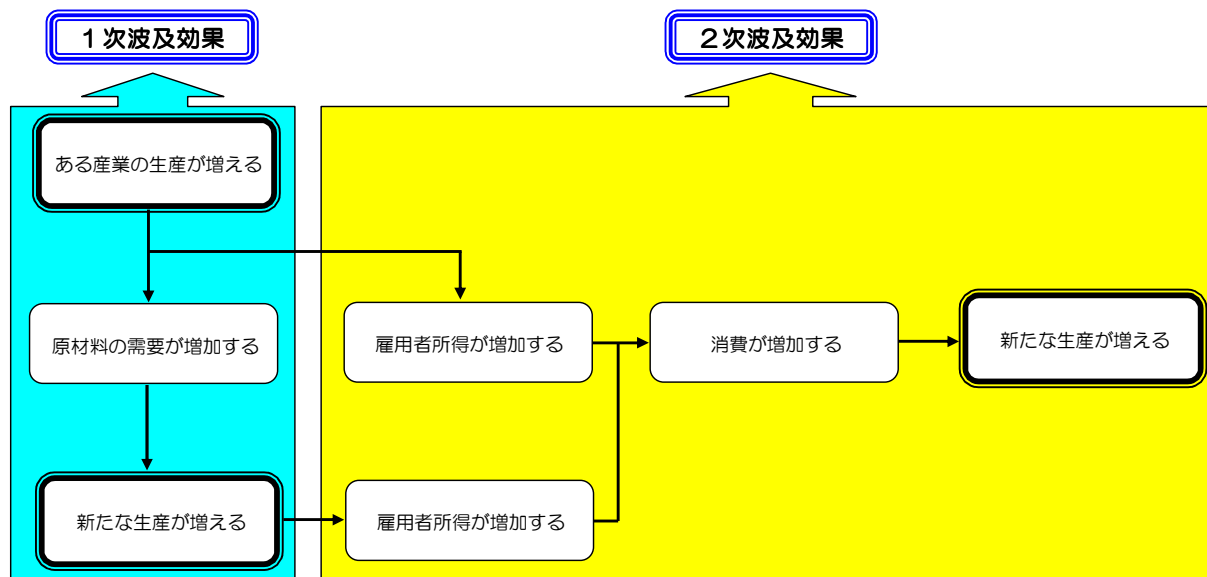 １次波及効果
２次波及効果
ある産業の生産が増える
原材料の需要が増加する
雇用者所得が増加する
消費が増加する
新たな生産が増える
新たな生産が増える
雇用者所得が増加する